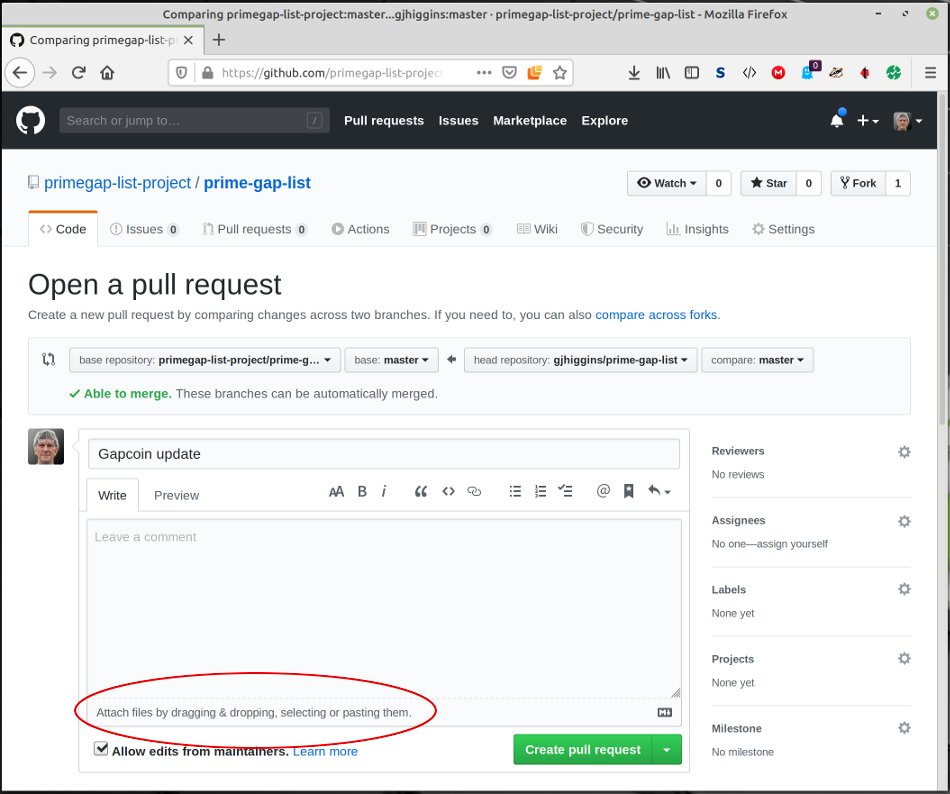 Comparing primegap-list-project:master...gjhiggins:master · primegap-list-project/prime-gap-list - Mozilla Firefox
Comparing primegap-list-p
https://github.com/primegap-list-project
S M 0
Search or jump to… / Pull requests Issues Marketplace Explore
primegap-list-project / prime-gap-list Watch 0 Star 0 Fork 1
Code Issues 0 Pull requests 0 Actions Projects 0 Wiki Security Insights Settings
Open a pull request
Create a new pull request by comparing changes across two branches. If you need to, you can also compare across forks.
base repository: primegap-list-project/prime-g... base: master head repository: gjhiggins/prime-gap-list compare: master
Able to merge. These branches can be automatically merged.
Gapcoin update
Write Preview AA B i “ <> @
Leave a comment
Attach files by dragging & dropping, selecting or pasting them. M
Allow edits from maintainers. Learn more
Create pull request
Reviewers
No reviews
Assignees
No one—assign yourself
Labels
None yet
Projects
None yet
Milestone
No milestone